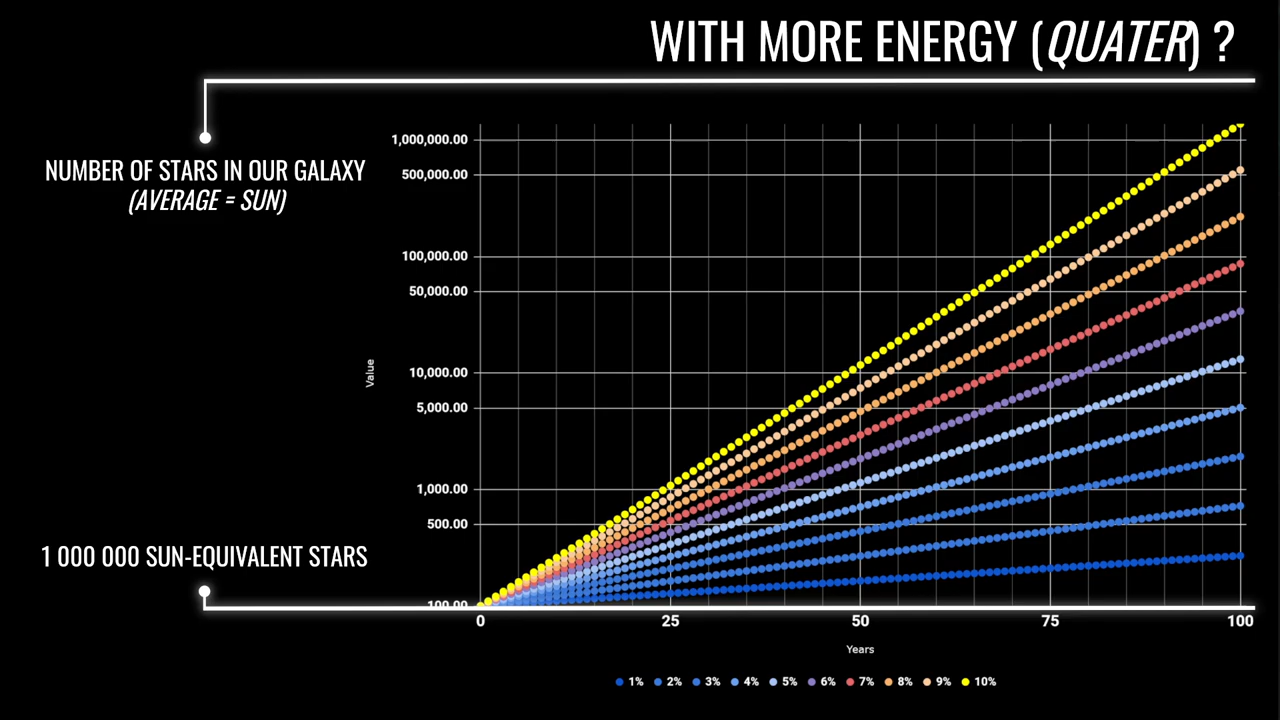 WITH MORE ENERGY (QUATER) ?
NUMBER OF STARS IN OUR GALAXY
(AVERAGE = SUN)
1 000 000 SUN-EQUIVALENT STARS
1,000,000.00
500,000.00
100,000.00
50,000.00
10,000.00
5,000.00
1,000.00
500.00
100.00
Value
0 25 50 75 100
Years
1% 2% 3% 4% 5% 6% 7% 8% 9% 10%